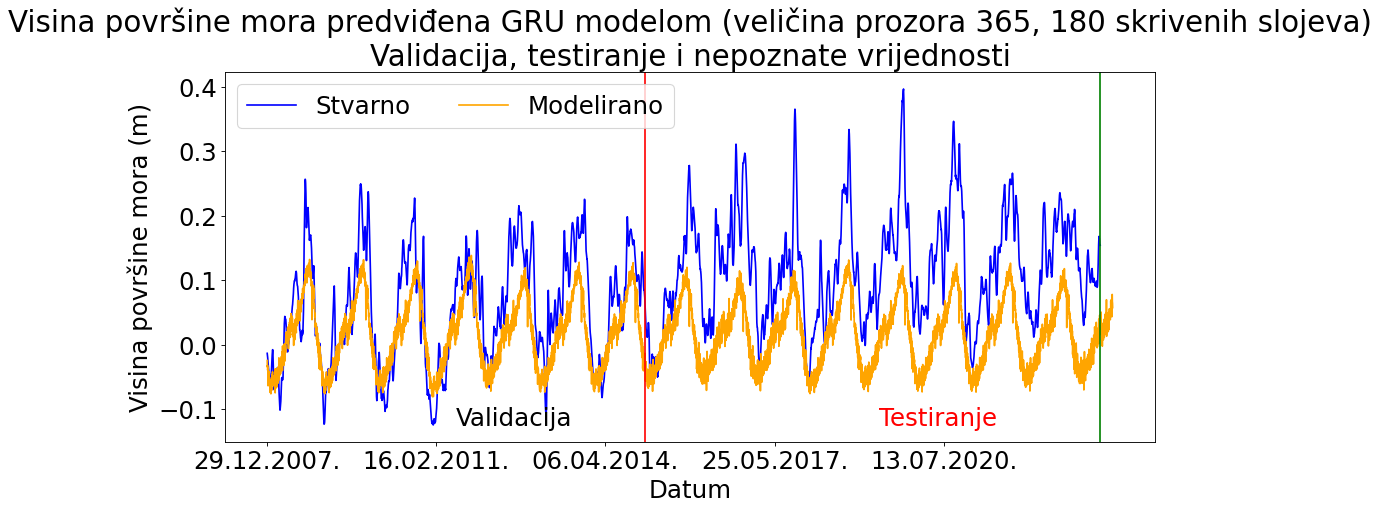 Visina površine mora predviđena GRU modelom (veličina prozora 365, 180 skrivenih slojeva)
Validacija, testiranje i nepoznate vrijednosti
Stvarno
Modelirano
Visina površine mora (m)
0.4
0.3
0.2
0.1
0.0
−0.1
Validacija
Testiranje
29.12.2007.
16.02.2011.
06.04.2014.
25.05.2017.
13.07.2020.
Datum